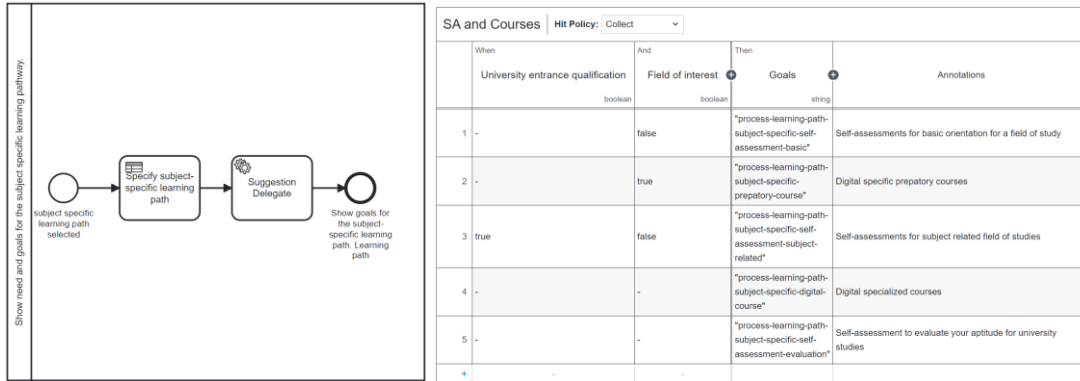 Show need and goals for the subject specific learning pathway.
subject specific
learning path
selected
Specify subject-
specific learning
path
Suggestion
Delegate
Show goals for
the subject-
specific learning
path. Learning
path
SA and Courses Hit Policy: Collect
When And Then
University entrance qualification Field of interest Goals Annotations
boolean boolean string
1 - false "process-learning-path-
subject-specific-self-
assessment-basic" Self-assessments for basic orientation for a field of study
2 - true "process-learning-path-
subject-specific-
prepatory-course" Digital specific prepatory courses
3 true false "process-learning-path-
subject-specific-self-
assessment-subject-
related" Self-assessments for subject related field of studies
4 - - "process-learning-path-
subject-specific-digital-
course" Digital specialized courses
5 - - "process-learning-path-
subject-specific-self-
assessment-evaluation" Self-assessment to evaluate your aptitude for university
studies
+ - -